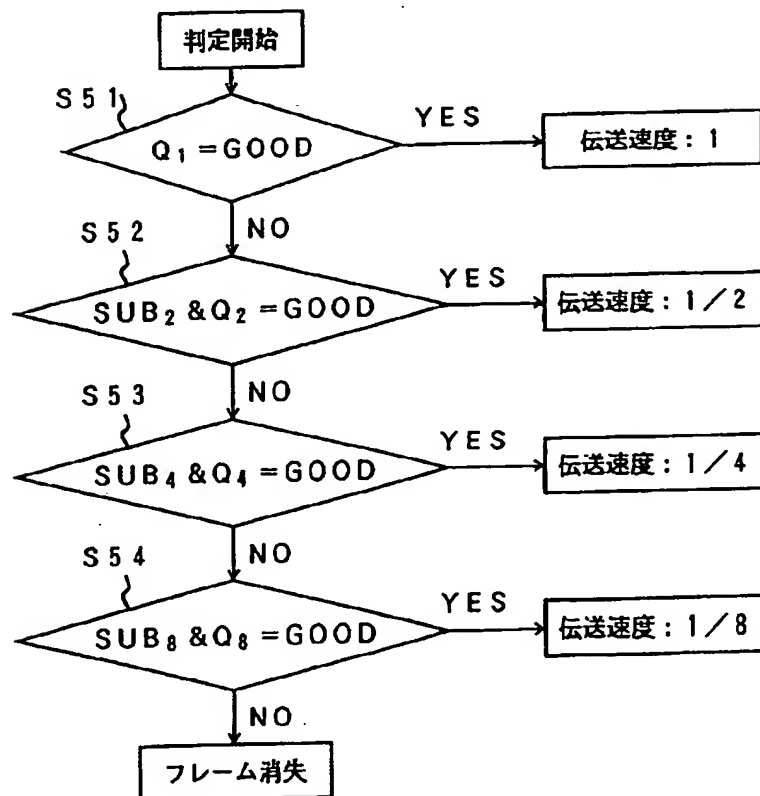 判定開始
S51
Q₁=GOOD
YES
伝送速度：1
NO
S52
SUB₂&Q₂=GOOD
YES
伝送速度：1／2
NO
S53
SUB₄&Q₄=GOOD
YES
伝送速度：1／4
NO
S54
SUB₈&Q₈=GOOD
YES
伝送速度：1／8
NO
フレーム消失